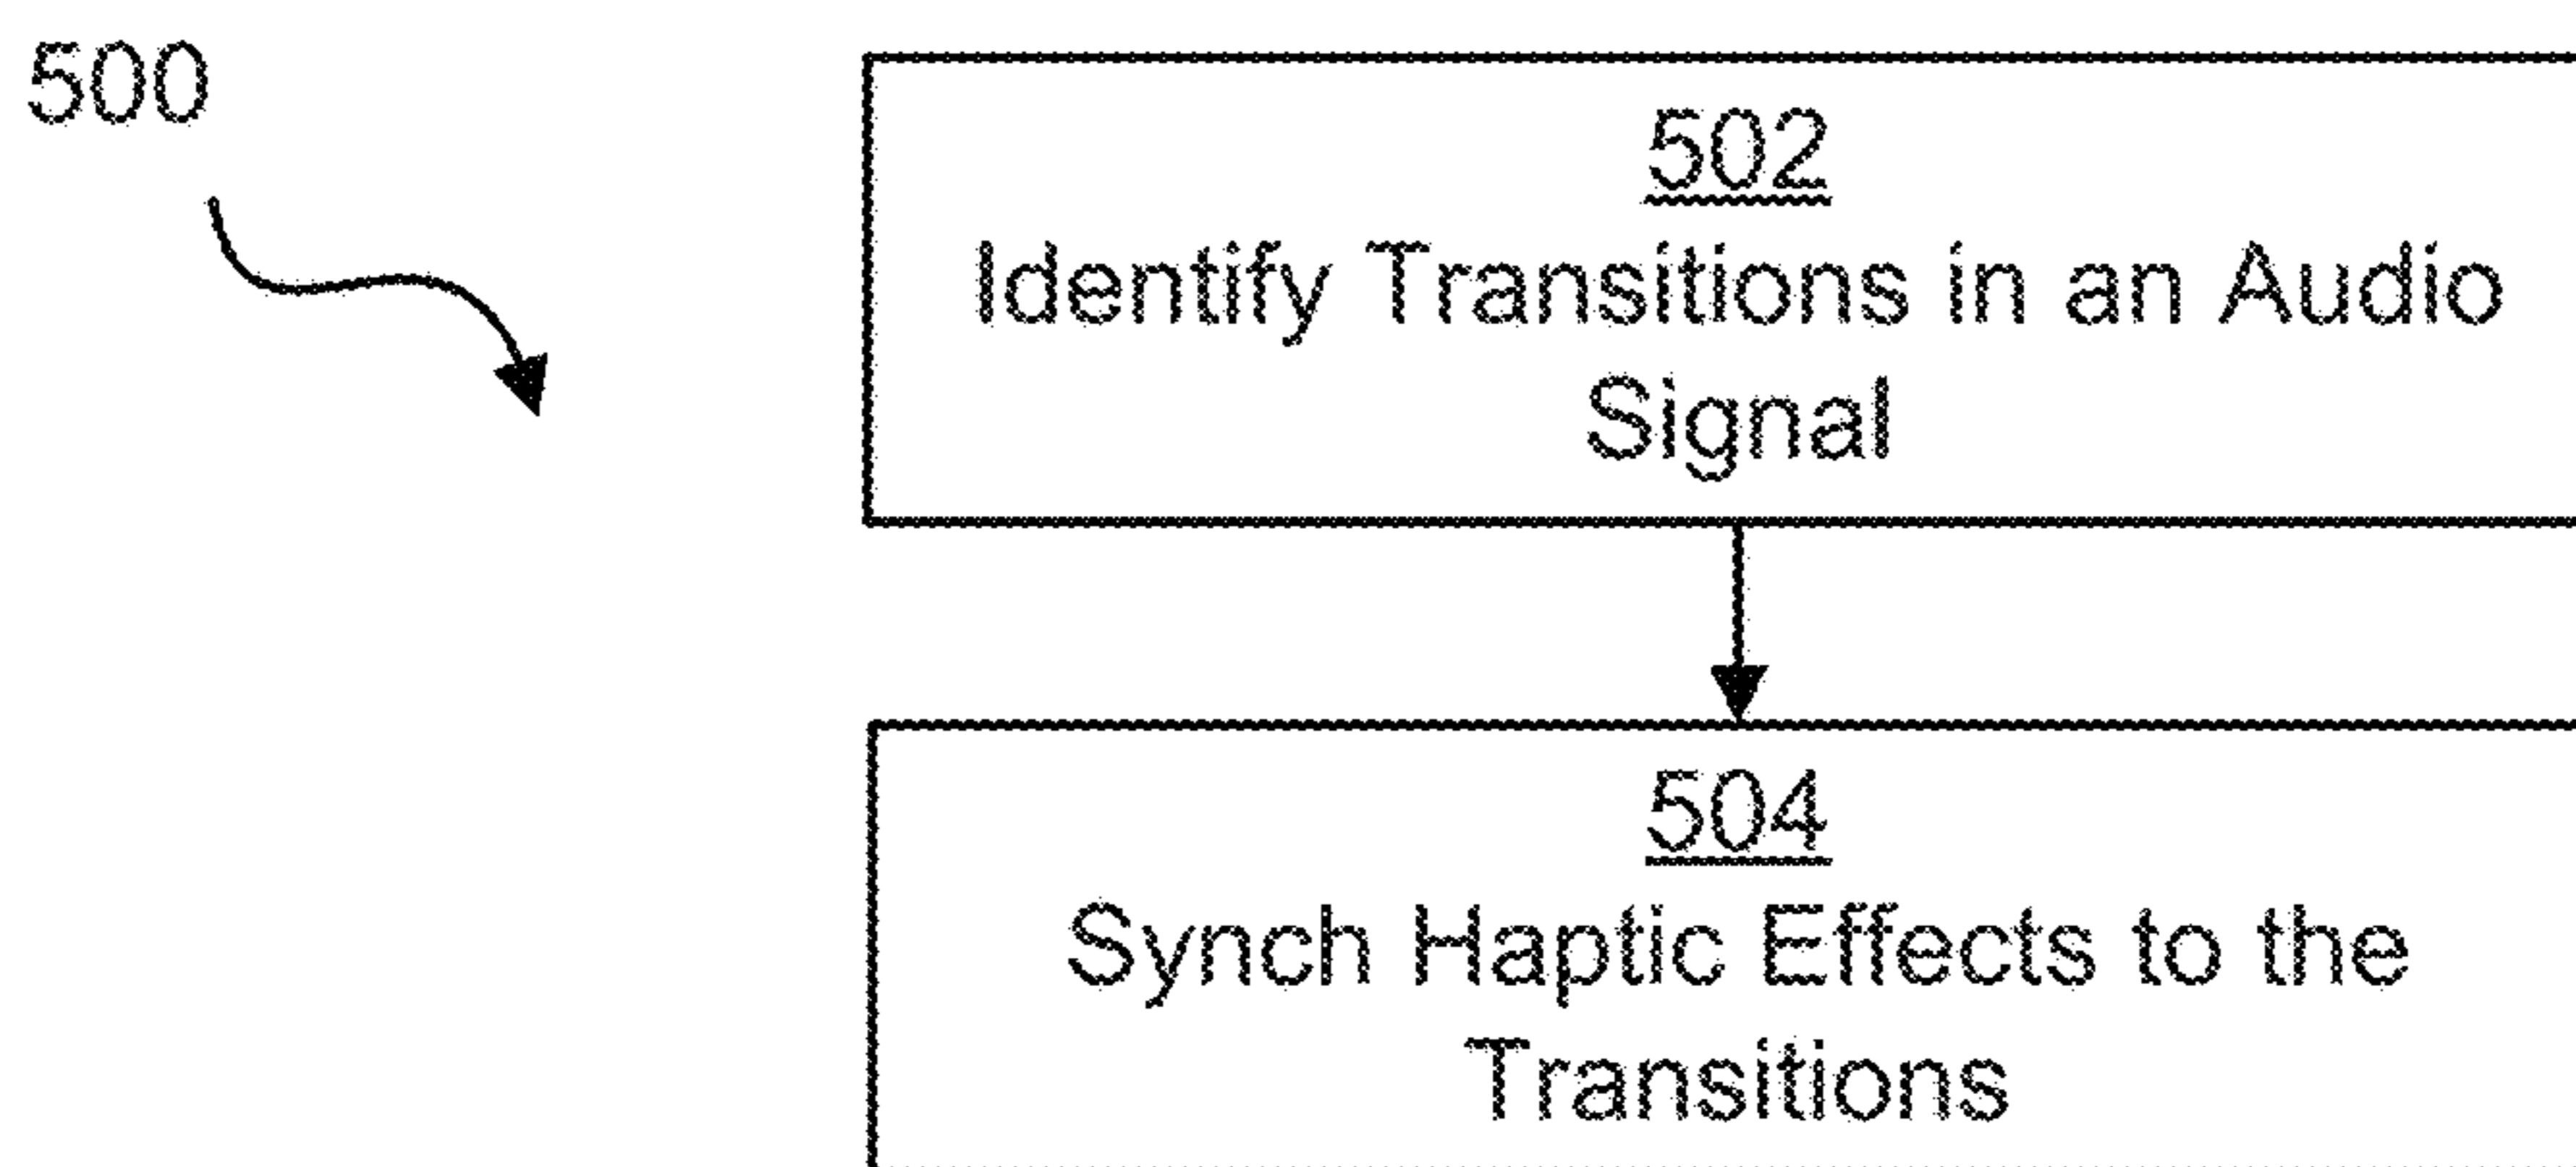 500
502
Identify Transitions in an Audio
Signal
504
Synch Haptic Effects to the
Transitions